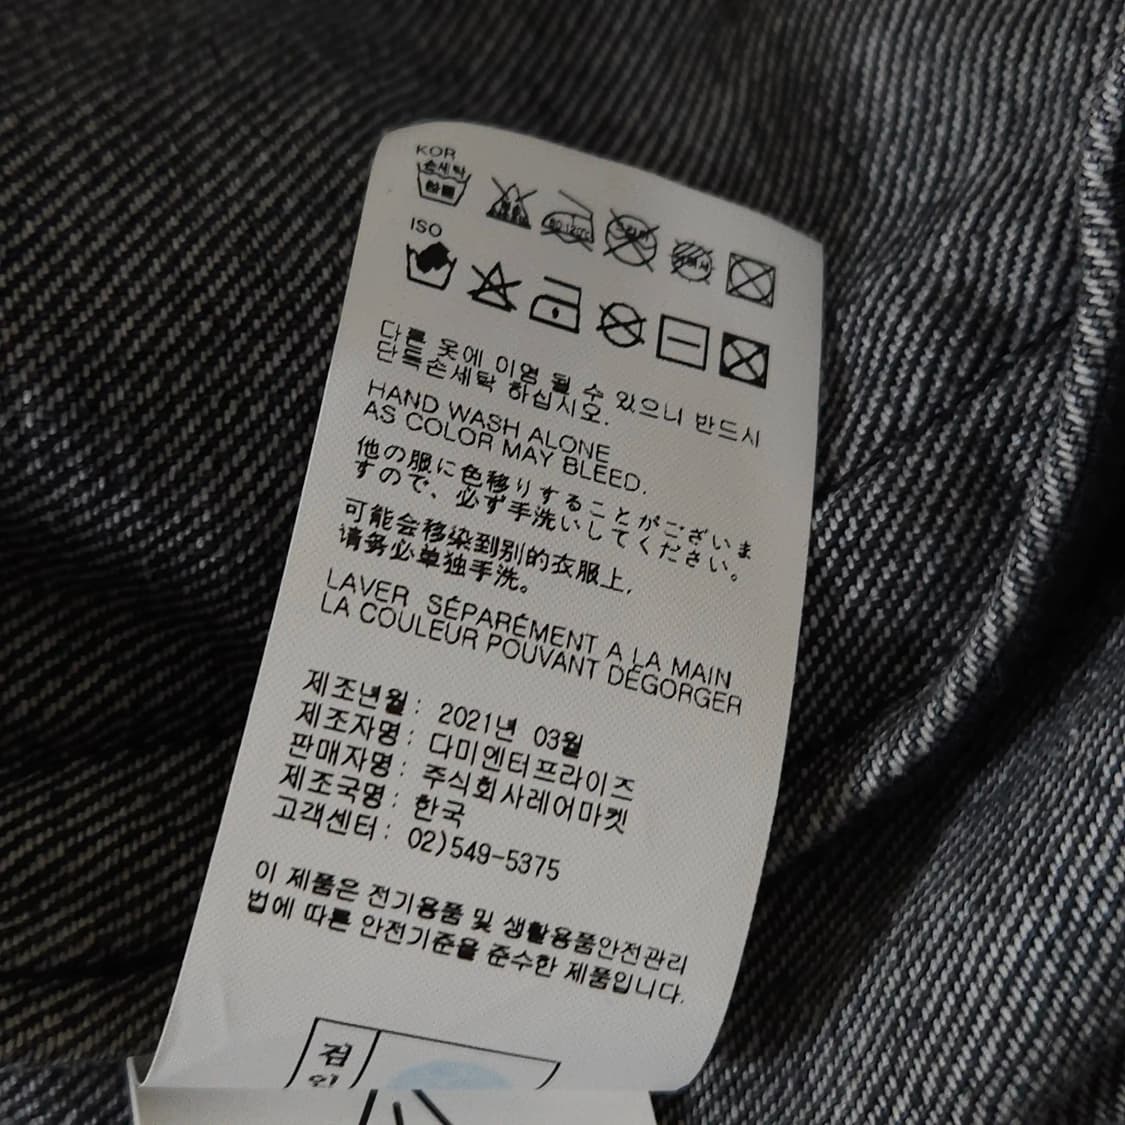 KOR
손세탁
80-120℃
ISO
다른 옷에 이염 될 수 있으니 반드시
단독손세탁 하십시오.
HAND WASH ALONE
AS COLOR MAY BLEED.
他の服に色移りすることがございま
すので、必ず手洗いしてください。
可能会移染到别的衣服上,
请务必单独手洗。
LAVER SÉPARÉMENT A LA MAIN
LA COULEUR POUVANT DÉGORGER
제조년월: 2021년 03월
제조자명: 다미엔터프라이즈
판매자명: 주식회사레어마켓
제조국명: 한국
고객센터: 02)549-5375
이 제품은 전기용품 및 생활용품안전관리
법에 따른 안전기준을 준수한 제품입니다.
검